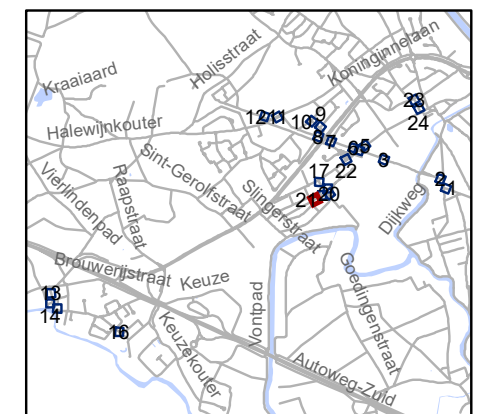 Koninginnelaan
Holisstraat
Kraaiaard
23
24
12
11
10
9
Halewijnkouter
8
7
6
5
3
22
Sint-Gerolfstraat
17
2
1
Vierlindenpad
Raapstraat
Slingerstraat
20
Dijkweg
Brouwerijstraat
Keuze
Goedingenstraat
13
14
16
Keuzekouter
Vontpad
Autoweg-Zuid